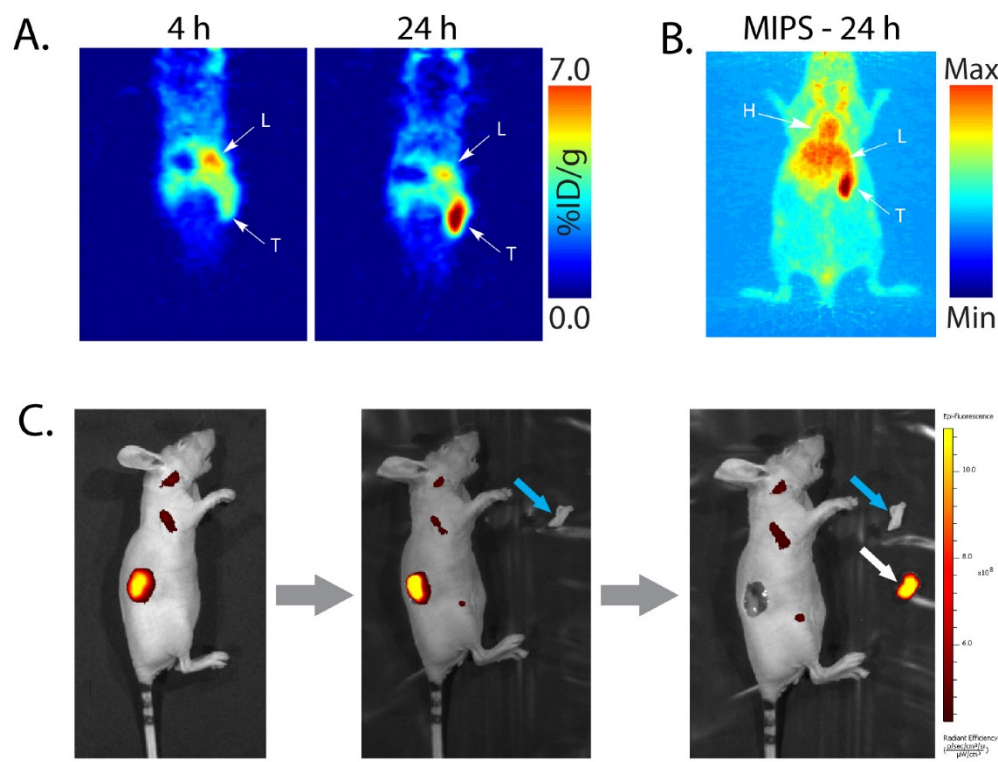 A.
4 h
24 h
L
T
L
T
7.0
%ID/g
0.0
B.
MIPS - 24 h
H
L
T
Max
Min
C.
Epi-fluorescence
10.0
8.0
x10⁸
6.0
Radiant Efficiency